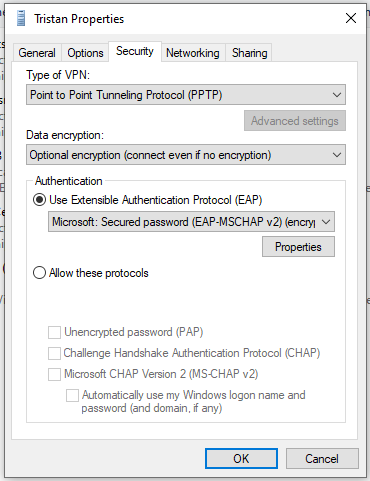 Tristan Properties
General Options Security Networking Sharing
Type of VPN:
Point to Point Tunneling Protocol (PPTP)
Advanced settings
Data encryption:
Optional encryption (connect even if no encryption)
Authentication
Use Extensible Authentication Protocol (EAP)
Microsoft: Secured password (EAP-MSCHAP v2) (encryp
Properties
Allow these protocols
Unencrypted password (PAP)
Challenge Handshake Authentication Protocol (CHAP)
Microsoft CHAP Version 2 (MS-CHAP v2)
Automatically use my Windows logon name and
password (and domain, if any)
OK Cancel